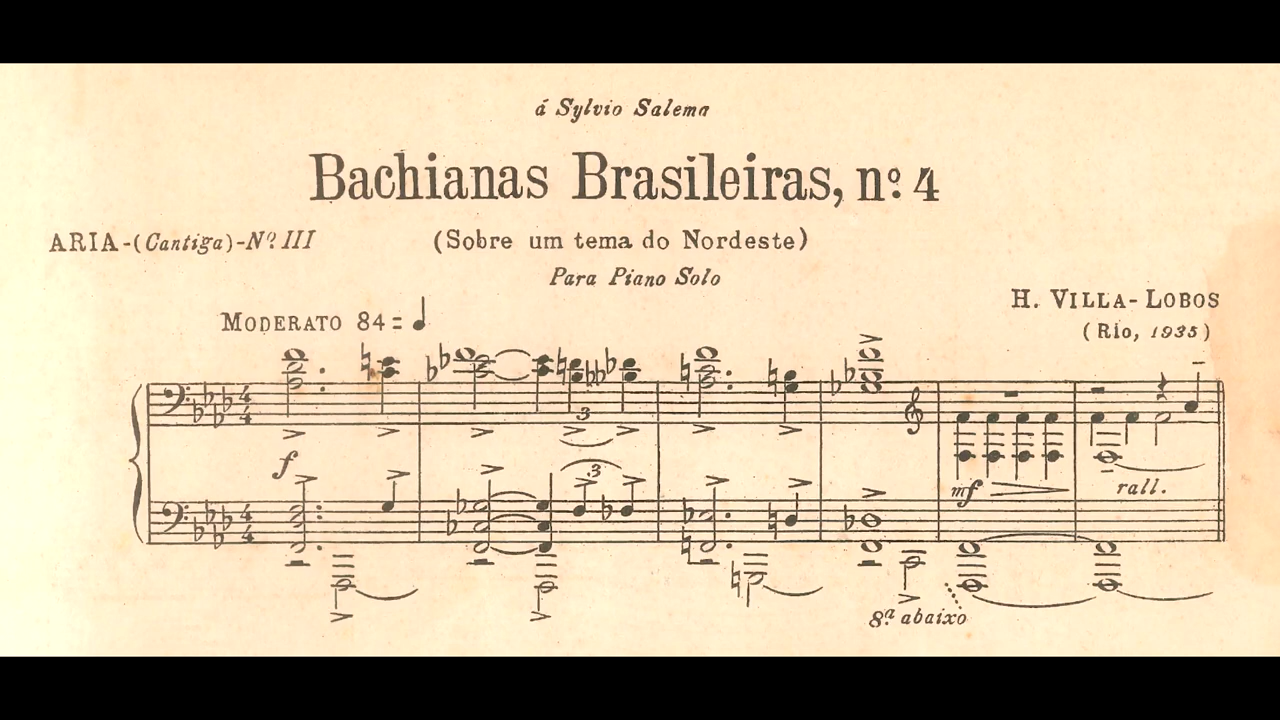 á Sylvio Salema
Bachianas Brasileiras, nº 4
ARIA-(Cantiga)-Nº III
(Sobre um tema do Nordeste)
Para Piano Solo
H. VILLA-LOBOS
(Rio, 1935)
MODERATO 84 = ♩
3
f
3
mf
rall.
8ª abaixo